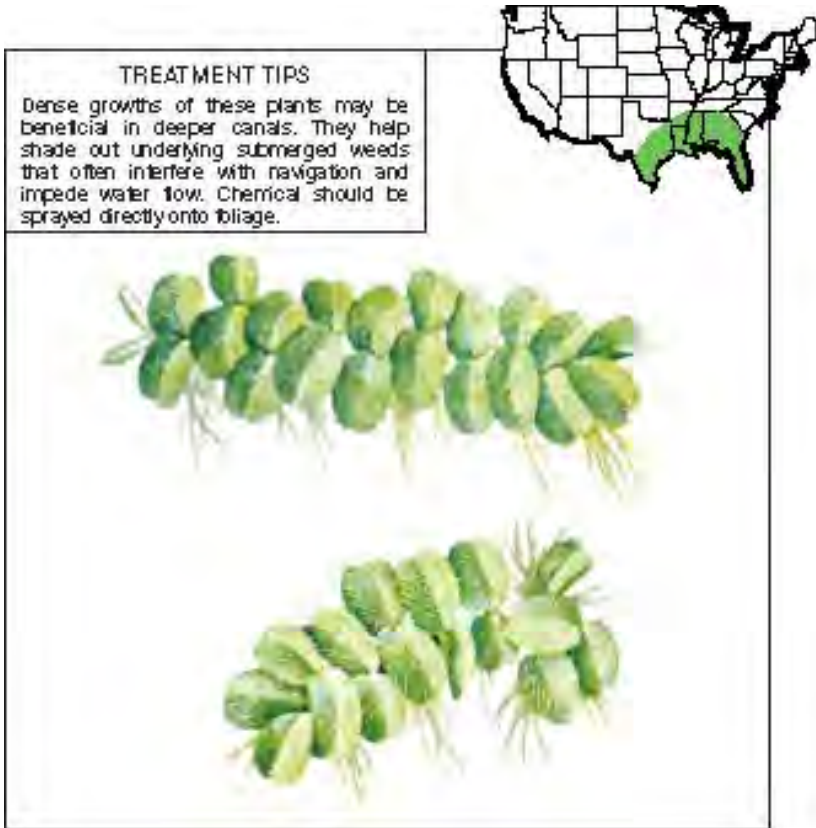 TREATMENT TIPS
Dense growths of these plants may be
beneficial in deeper canals. They help
shade out underlying submerged weeds
that often interfere with navigation and
impede water flow. Chemical should be
sprayed directly onto foliage.